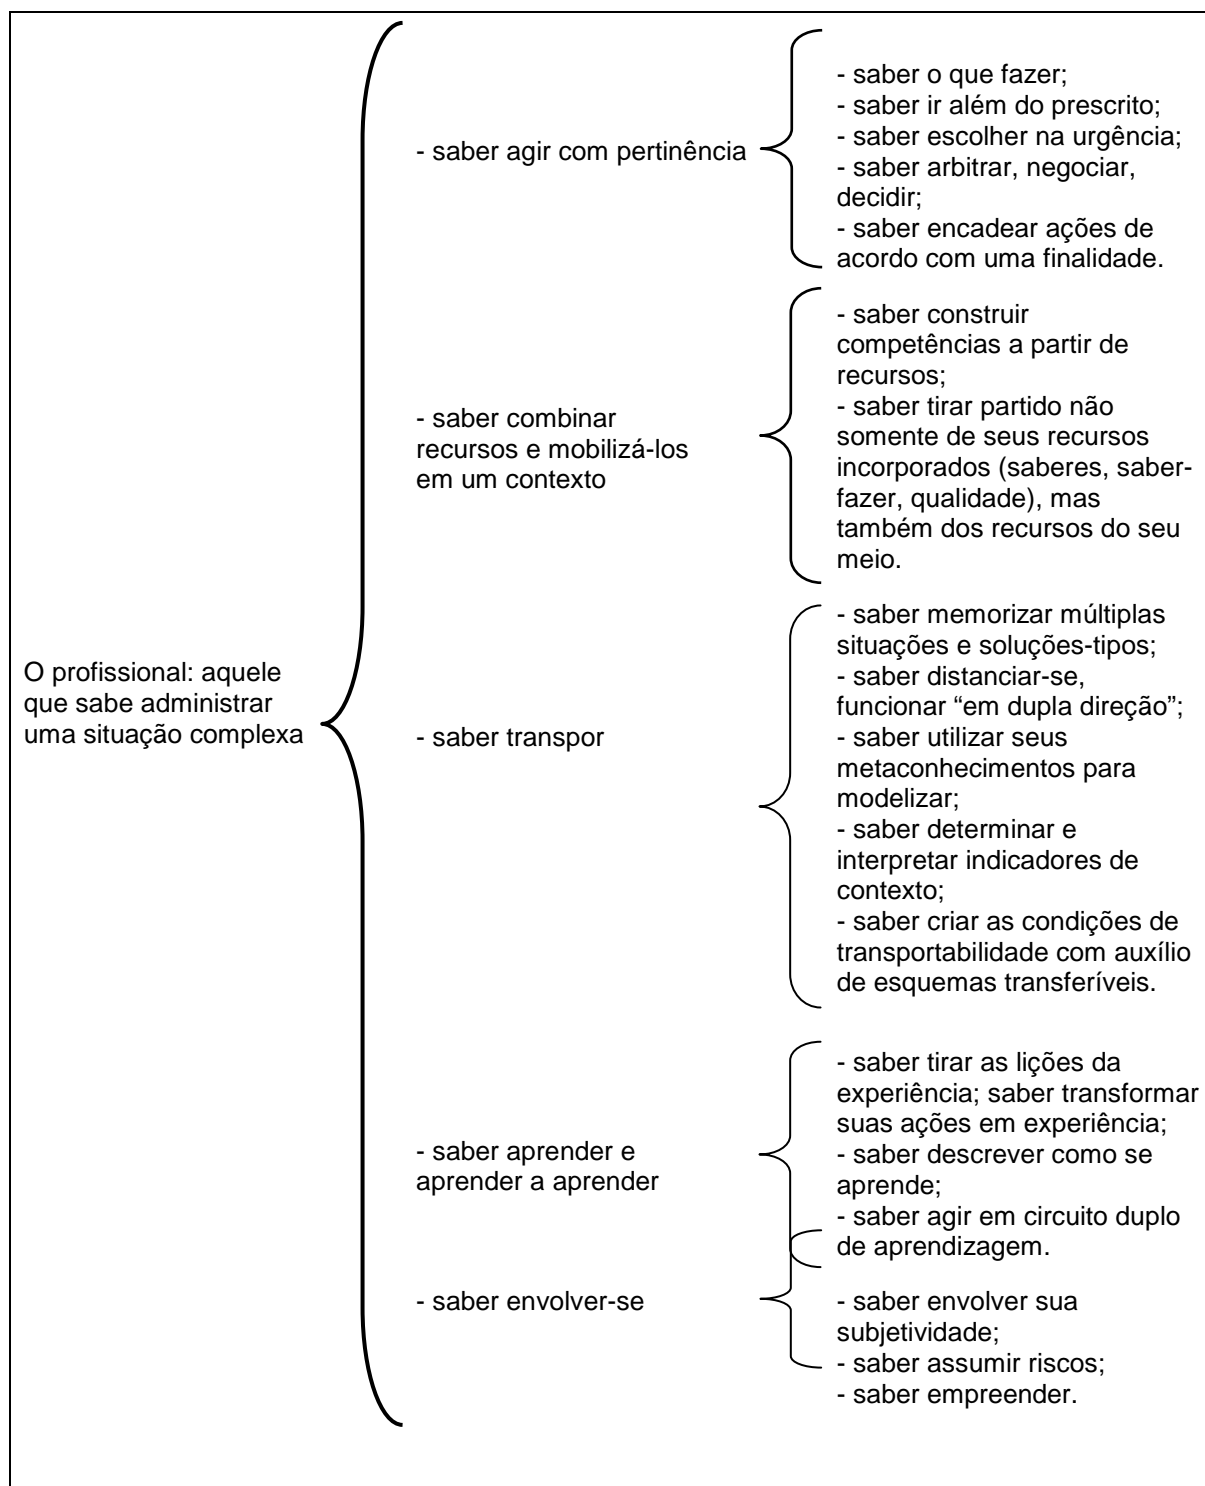 O profissional: aquele
que sabe administrar
uma situação complexa
- saber agir com pertinência
- saber o que fazer;
- saber ir além do prescrito;
- saber escolher na urgência;
- saber arbitrar, negociar,
decidir;
- saber encadear ações de
acordo com uma finalidade.
- saber combinar
recursos e mobilizá-los
em um contexto
- saber construir
competências a partir de
recursos;
- saber tirar partido não
somente de seus recursos
incorporados (saberes, saber-
fazer, qualidade), mas
também dos recursos do seu
meio.
- saber transpor
- saber memorizar múltiplas
situações e soluções-tipos;
- saber distanciar-se,
funcionar “em dupla direção”;
- saber utilizar seus
metaconhecimentos para
modelizar;
- saber determinar e
interpretar indicadores de
contexto;
- saber criar as condições de
transportabilidade com auxílio
de esquemas transferíveis.
- saber aprender e
aprender a aprender
- saber tirar as lições da
experiência; saber transformar
suas ações em experiência;
- saber descrever como se
aprende;
- saber agir em circuito duplo
de aprendizagem.
- saber envolver-se
- saber envolver sua
subjetividade;
- saber assumir riscos;
- saber empreender.